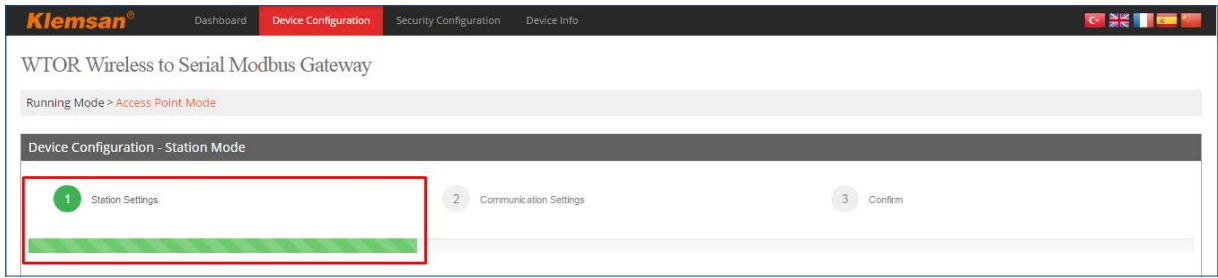 Klemsan® Dashboard Device Configuration Security Configuration Device Info
WTOR Wireless to Serial Modbus Gateway
Running Mode > Access Point Mode
Device Configuration - Station Mode
1 Station Settings 2 Communication Settings 3 Confirm